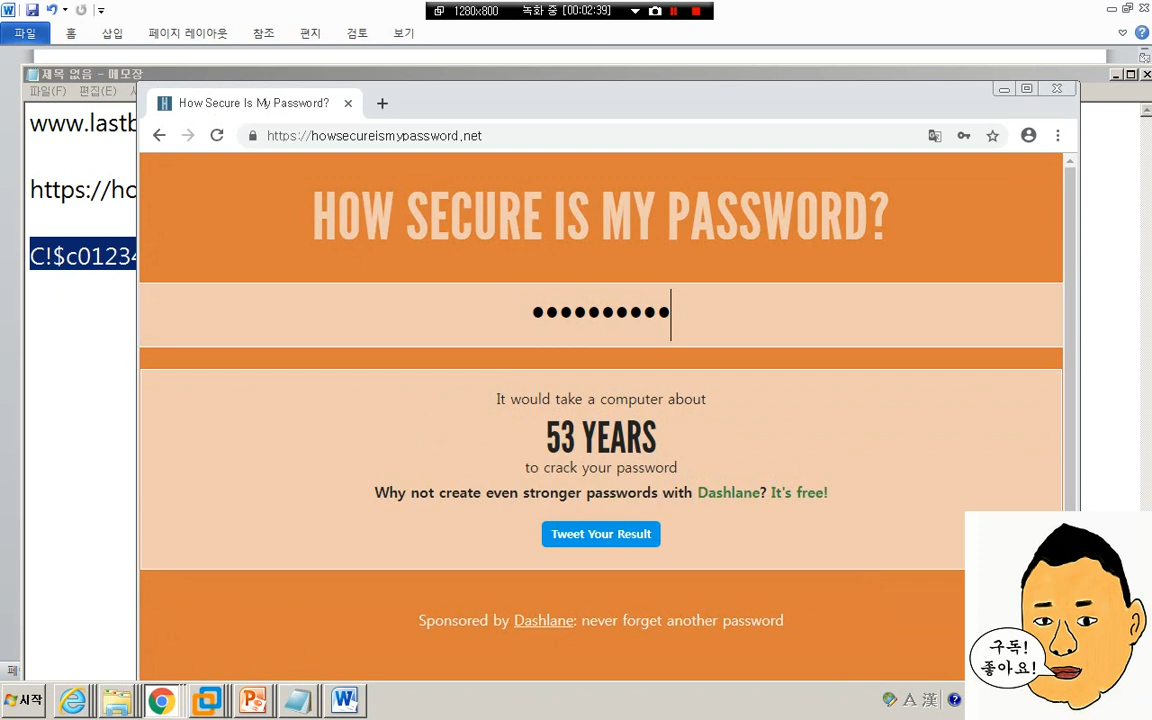 1280x800 녹화 중 [00:02:39]
파일 홈 삽입 페이지 레이아웃 참조 편지 검토 보기
제목 없음 - 메모장
파일(F) 편집(E)
How Secure Is My Password?
https://howsecureismypassword.net
www.lastb
https://ho
C!$c01234
HOW SECURE IS MY PASSWORD?
It would take a computer about
53 YEARS
to crack your password
Why not create even stronger passwords with Dashlane? It's free!
Tweet Your Result
Sponsored by Dashlane: never forget another password
구독!
좋아요!
시작
A 漢